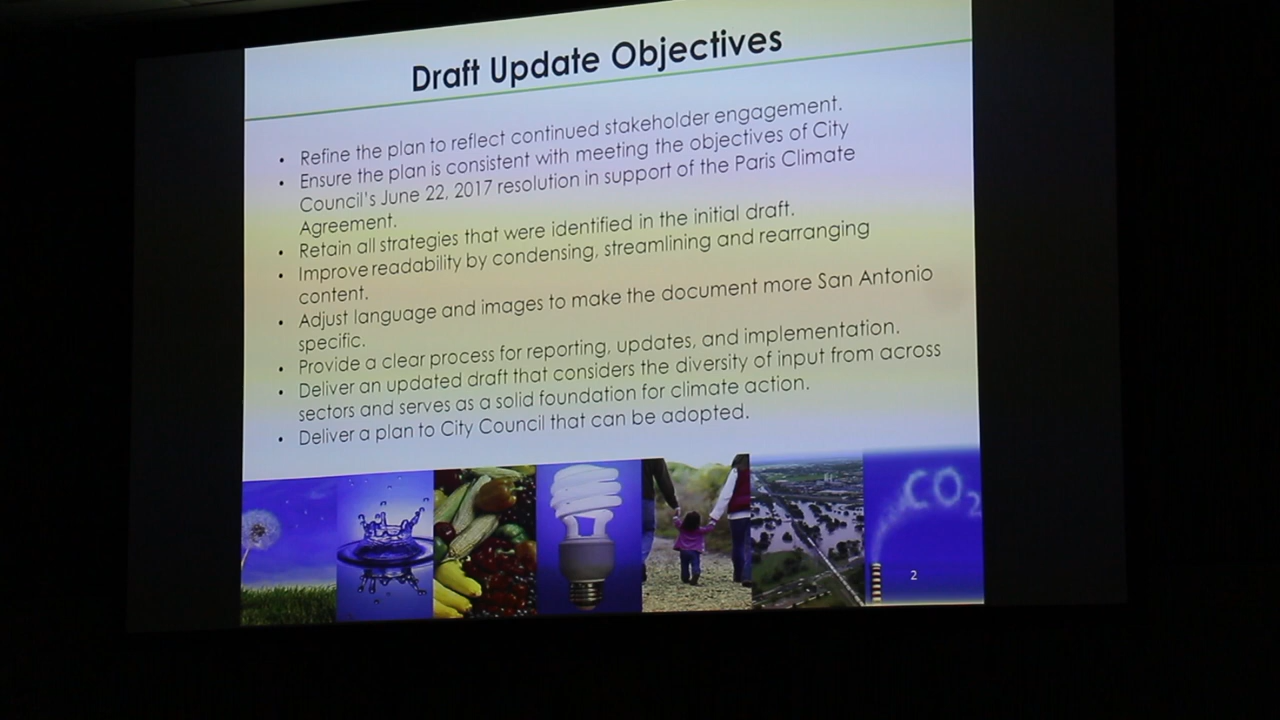 Draft Update Objectives
• Refine the plan to reflect continued stakeholder engagement.
• Ensure the plan is consistent with meeting the objectives of City
Council's June 22, 2017 resolution in support of the Paris Climate
Agreement.
• Retain all strategies that were identified in the initial draft.
• Improve readability by condensing, streamlining and rearranging
content.
• Adjust language and images to make the document more San Antonio
specific.
• Provide a clear process for reporting, updates, and implementation.
• Deliver an updated draft that considers the diversity of input from across
sectors and serves as a solid foundation for climate action.
• Deliver a plan to City Council that can be adopted.
CO2
2